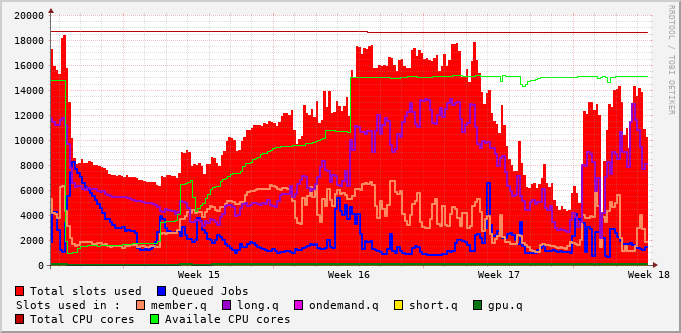 20000
18000
16000
14000
12000
10000
8000
6000
4000
2000
0
Week 15 Week 16 Week 17 Week 18
Total slots used Queued Jobs
Slots used in : member.q long.q ondemand.q short.q gpu.q
Total CPU cores Availale CPU cores
RRDTOOL / TOBI OETIKER